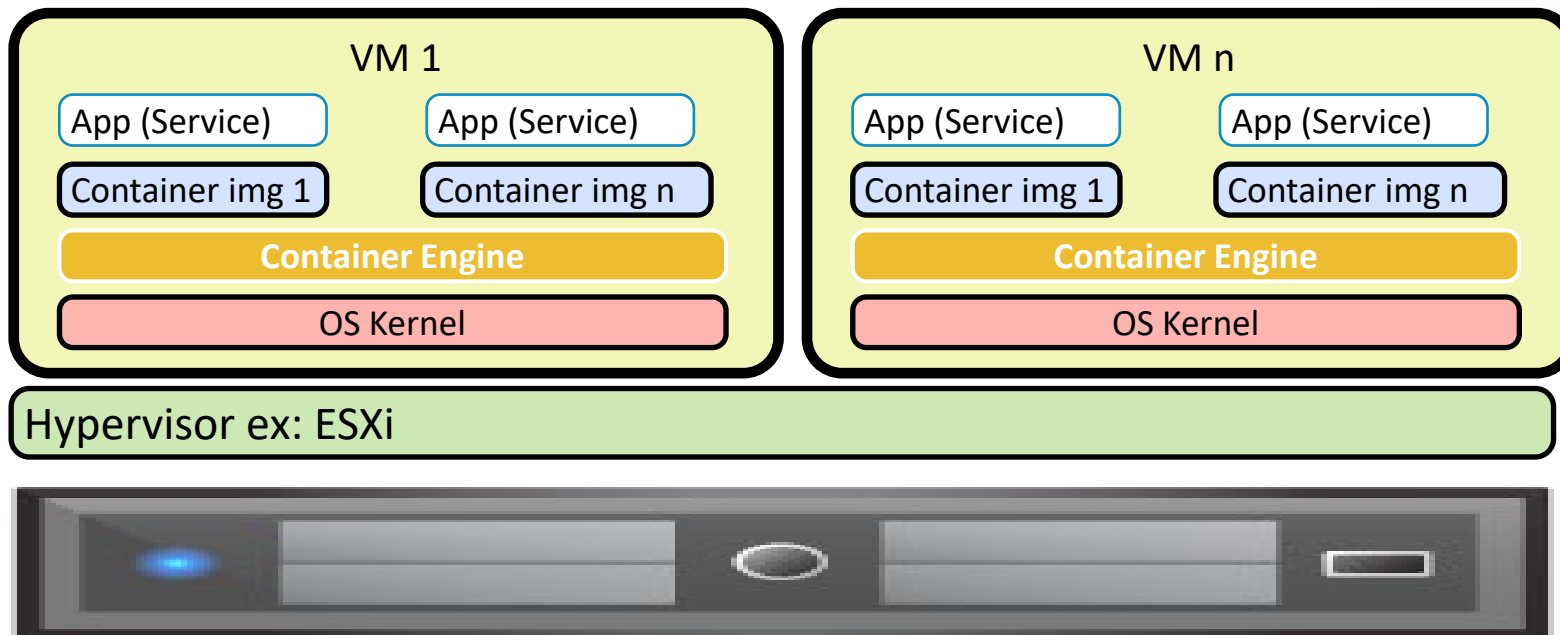 VM 1
App (Service)
App (Service)
Container img 1
Container img n
Container Engine
OS Kernel
VM n
App (Service)
App (Service)
Container img 1
Container img n
Container Engine
OS Kernel
Hypervisor ex: ESXi